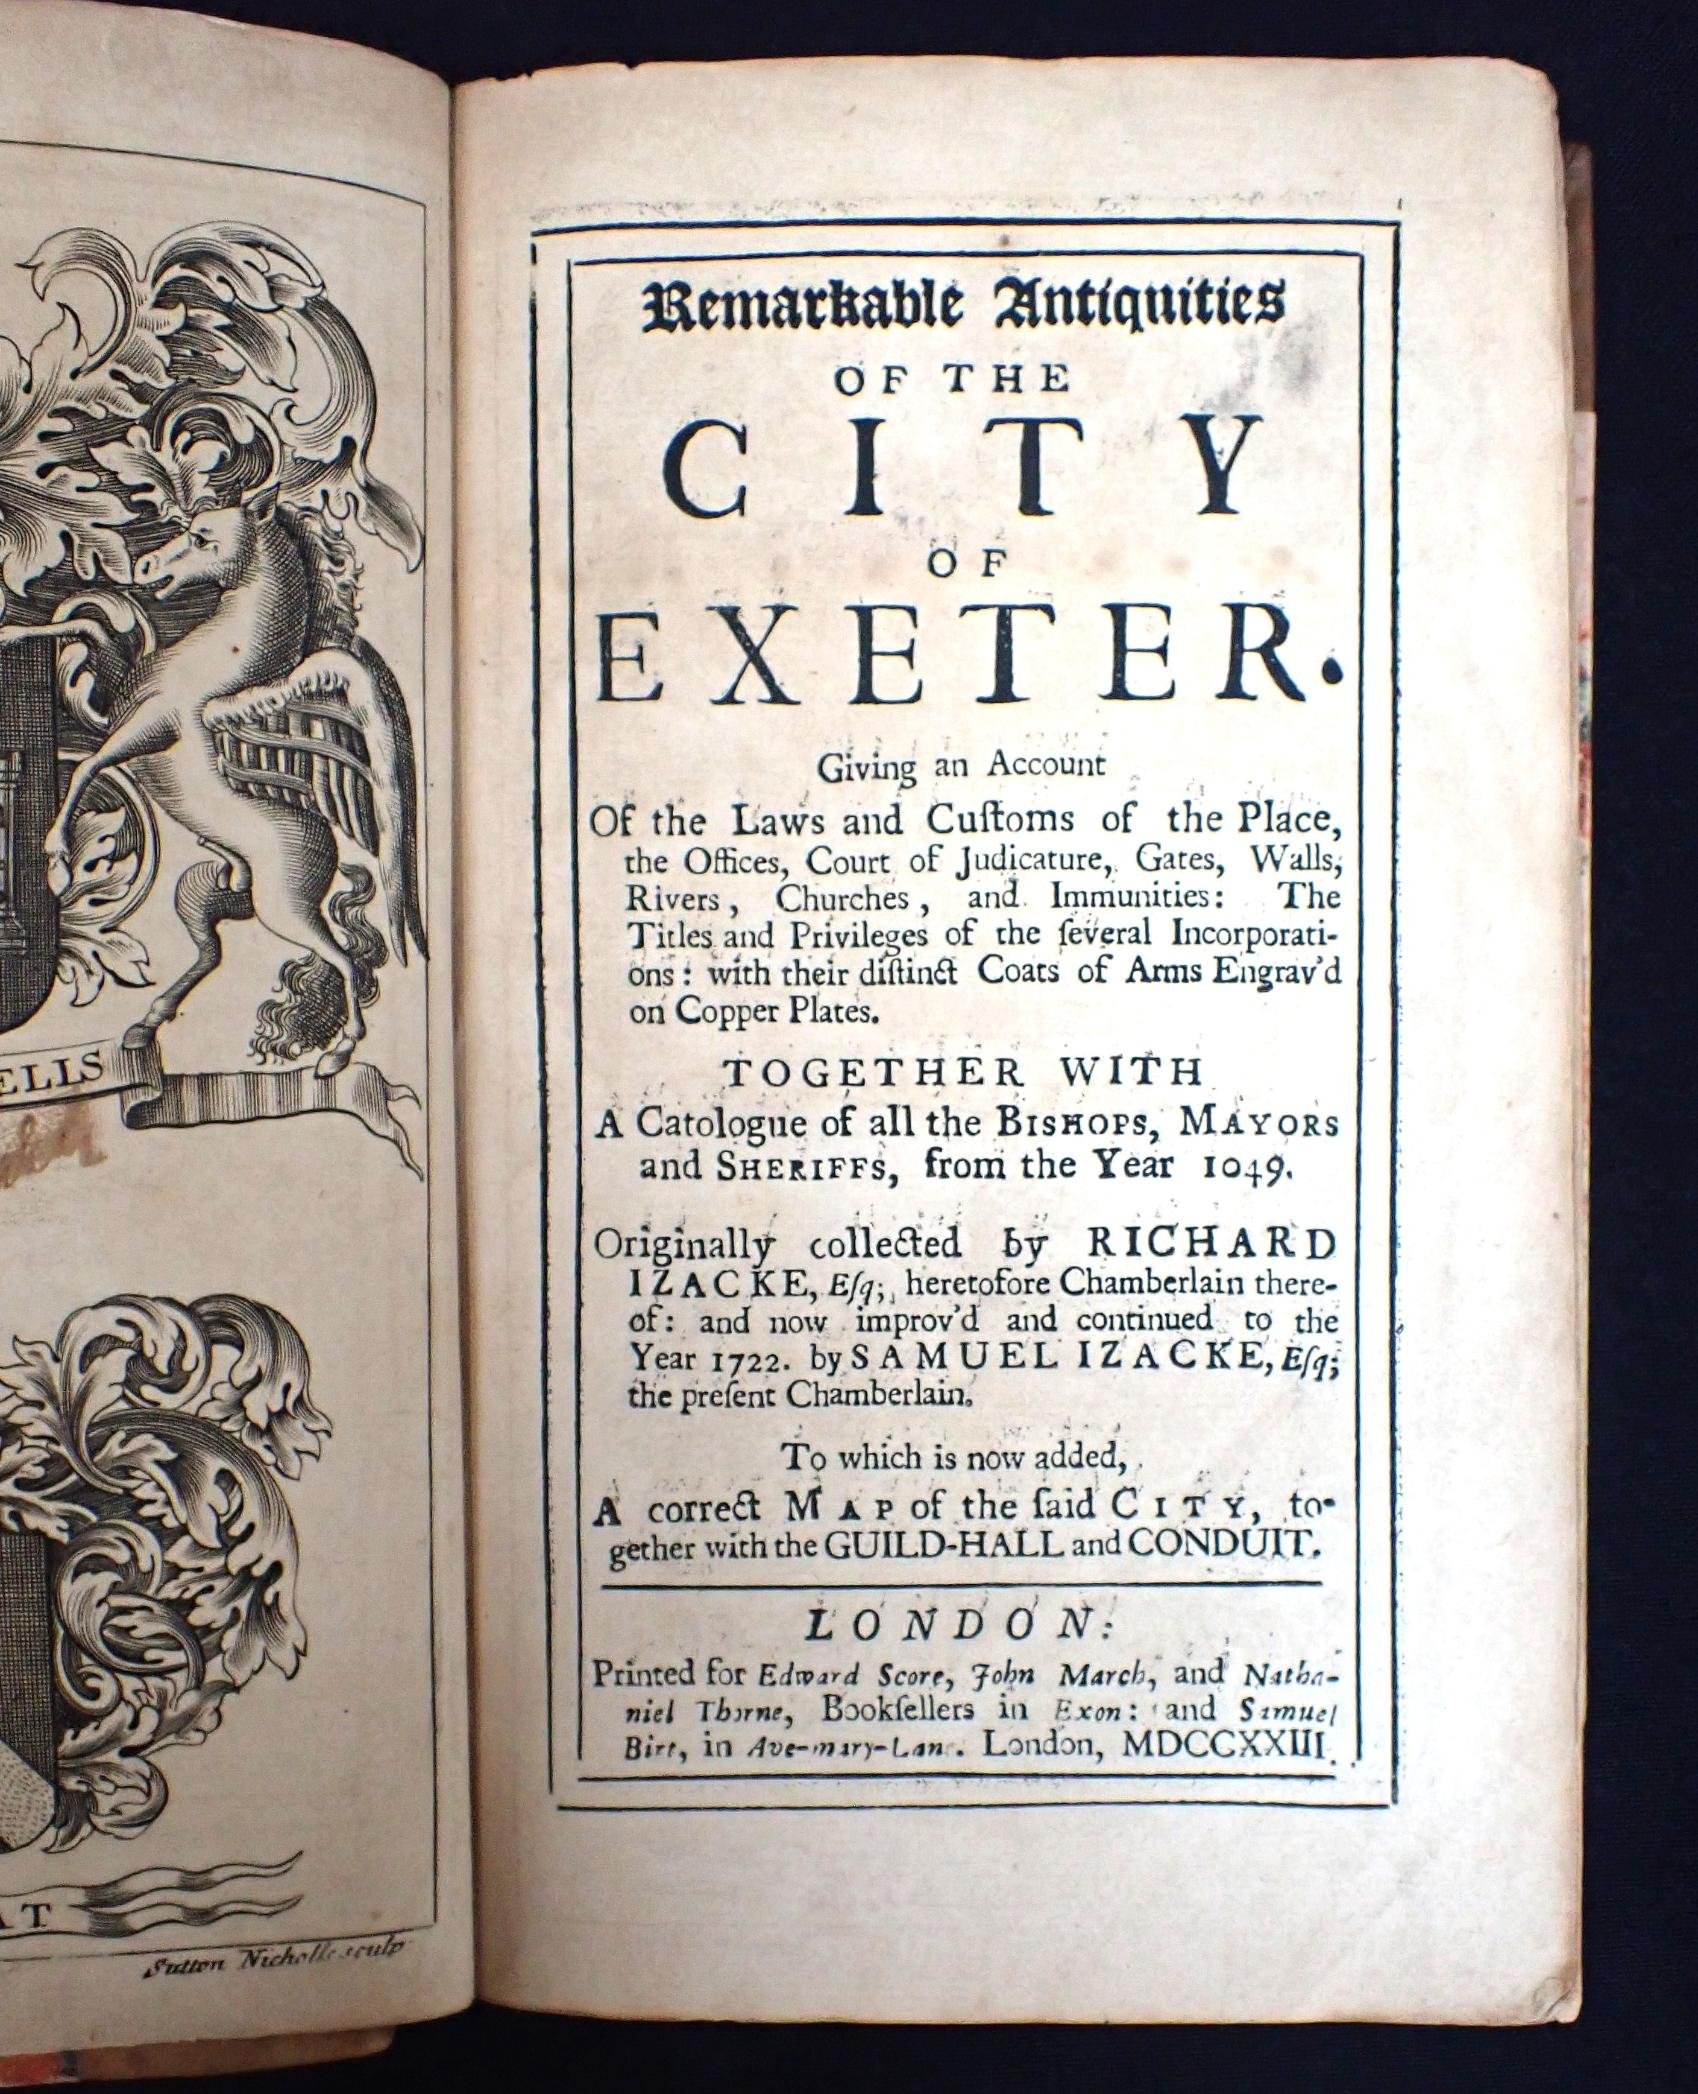 ELLS
AT
Sutton Nicholls sculp
Remarkable Antiquities
OF THE
CITY
OF
EXETER.
Giving an Account
Of the Laws and Cuſtoms of the Place,
the Offices, Court of Judicature, Gates, Walls,
Rivers, Churches, and Immunities: The
Titles and Privileges of the ſeveral Incorporati-
ons: with their diſtinct Coats of Arms Engrav'd
on Copper Plates.
TOGETHER WITH
A Catologue of all the BISHOPS, MAYORS
and SHERIFFS, from the Year 1049.
Originally collected by RICHARD
IZACKE, Eſq; heretofore Chamberlain there-
of: and now improv'd and continued to the
Year 1722. by SAMUEL IZACKE, Eſq;
the preſent Chamberlain.
To which is now added,
A correct MAP of the ſaid CITY, to-
gether with the GUILD-HALL and CONDUIT.
LONDON:
Printed for Edward Score, John March, and Natha-
niel Thorne, Bookſellers in Exon: and Samuel
Birt, in Ave-mary-Lane. London, MDCCXXIII.